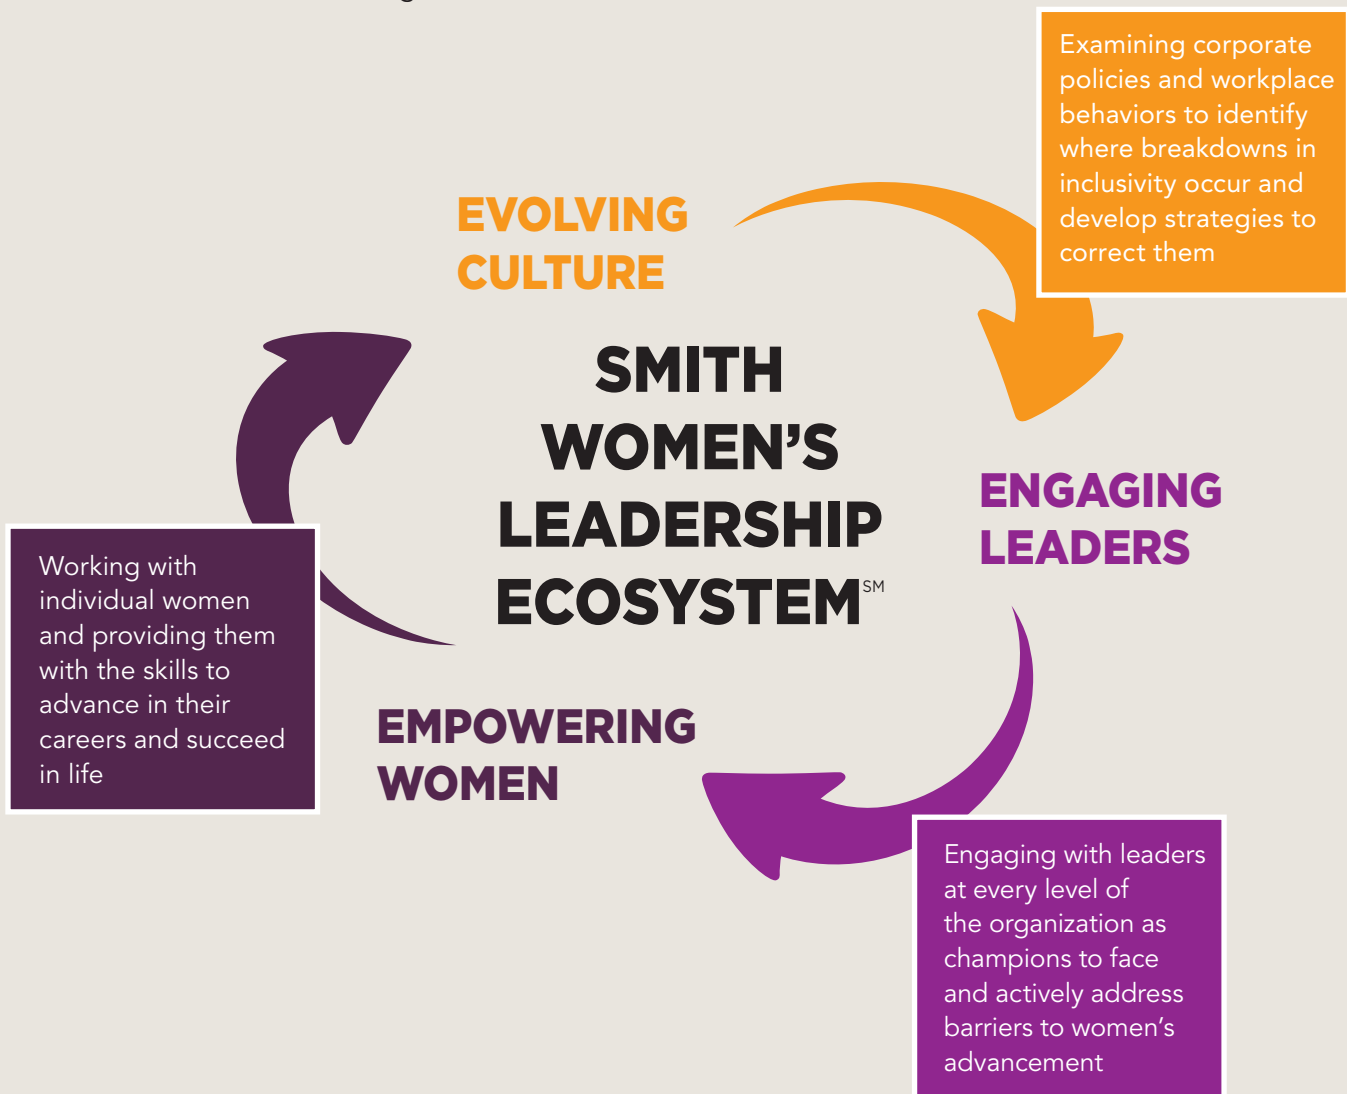 Examining corporate
policies and workplace
behaviors to identify
where breakdowns in
inclusivity occur and
develop strategies to
correct them
EVOLVING
CULTURE
SMITH
WOMEN’S
LEADERSHIP
ECOSYSTEM℠
ENGAGING
LEADERS
Working with
individual women
and providing them
with the skills to
advance in their
careers and succeed
in life
EMPOWERING
WOMEN
Engaging with leaders
at every level of
the organization as
champions to face
and actively address
barriers to women’s
advancement